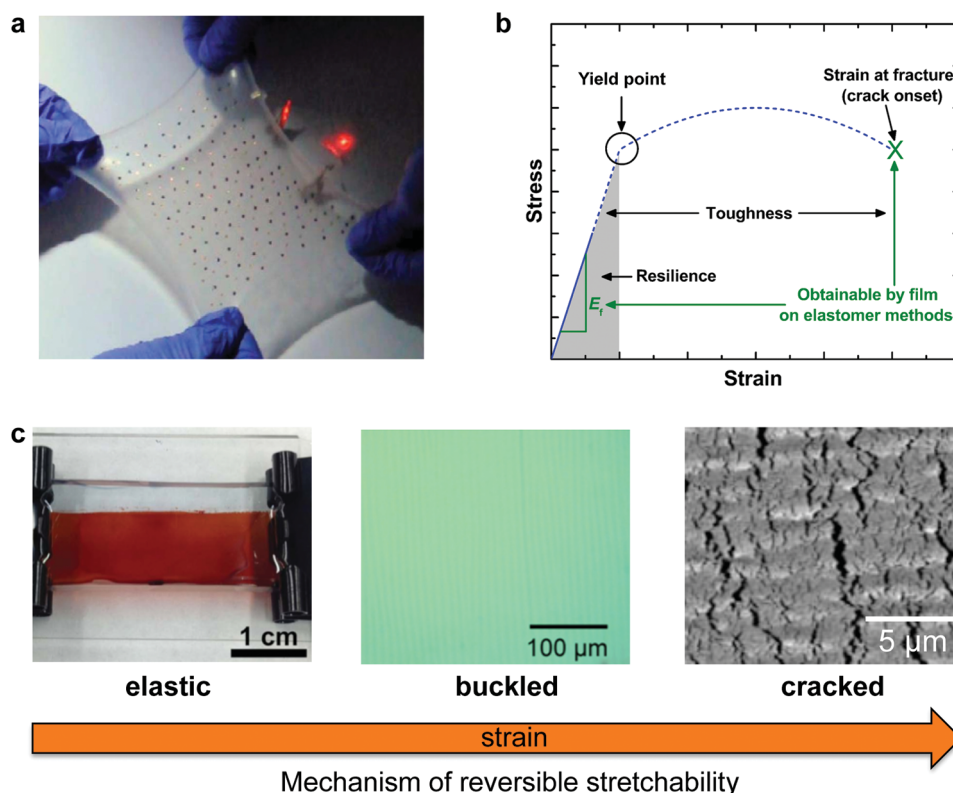 a
b
Yield point
Strain at fracture
(crack onset)
Stress
Toughness
Resilience
Ef
Obtainable by film
on elastomer methods
Strain
c
1 cm
100 µm
5 µm
elastic
buckled
cracked
strain
Mechanism of reversible stretchability